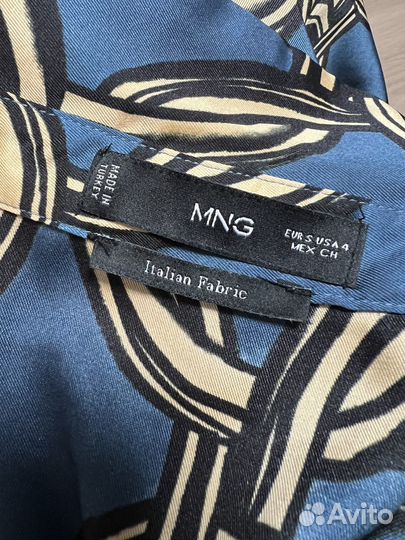 MADE IN
TURKEY
MNG
EUR S USA 4
MEX CH
Italian Fabric
Avito